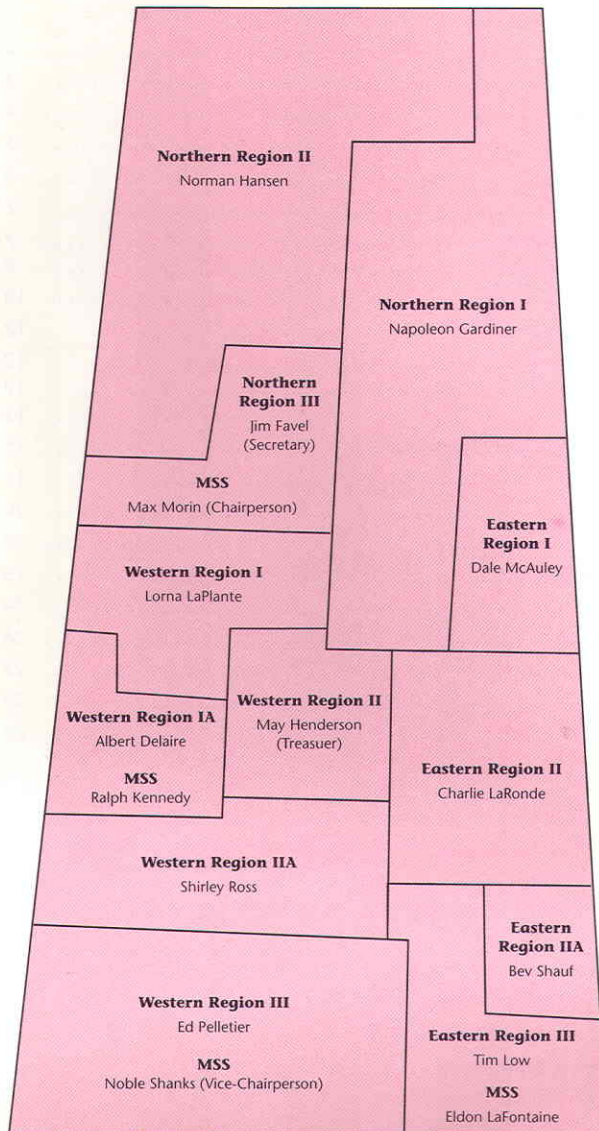 Northern Region II
Norman Hansen
Northern Region I
Napoleon Gardiner
Northern
Region III
Jim Favel
(Secretary)
MSS
Max Morin (Chairperson)
Eastern
Region I
Dale McAuley
Western Region I
Lorna LaPlante
Western Region II
May Henderson
(Treasuer)
Western Region IA
Albert Delaire
MSS
Ralph Kennedy
Eastern Region II
Charlie LaRonde
Western Region IIA
Shirley Ross
Eastern
Region IIA
Bev Shauf
Western Region III
Ed Pelletier
MSS
Noble Shanks (Vice-Chairperson)
Eastern Region III
Tim Low
MSS
Eldon LaFontaine